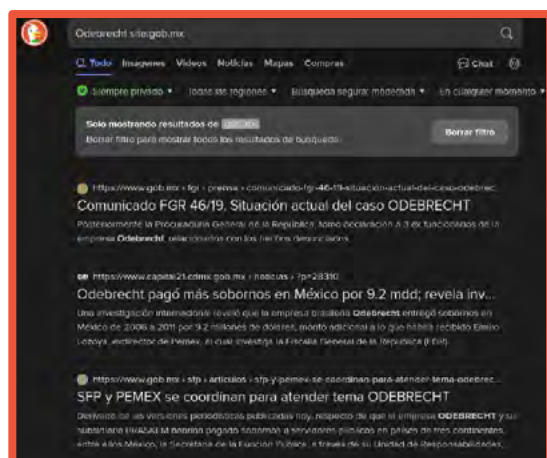 Odebrecht site:gob.mx
Todo Imágenes Videos Noticias Mapas Compras Chat
Siempre privado Todas las regiones Búsqueda segura: moderada En cualquier momento
Solo mostrando resultados de gob.mx
Borrar filtro para mostrar todos los resultados de búsqueda.
Borrar filtro
https://www.gob.mx › fgr › prensa › comunicado-fgr-46-19-situacion-actual-del-caso-odebrec...
Comunicado FGR 46/19. Situación actual del caso ODEBRECHT
Posteriormente la Procuraduría General de la República, tomó declaración a 3 ex funcionarios de la
empresa Odebrecht, relacionados con los hechos denunciados.
https://www.capital21.cdmx.gob.mx › noticias › ?p=28310
Odebrecht pagó más sobornos en México por 9.2 mdd; revela inv...
Una investigación internacional reveló que la empresa brasileña Odebrecht entregó sobornos en
México de 2006 a 2011 por 9.2 millones de dólares, monto adicional a lo que habría recibido Emilio
Lozoya, exdirector de Pemex, el cual investiga la Fiscalía General de la República (FGR).
https://www.gob.mx › sfp › articulos › sfp-y-pemex-se-coordinan-para-atender-tema-odebrec...
SFP y PEMEX se coordinan para atender tema ODEBRECHT
Derivado de las versiones periodísticas publicadas hoy, respecto de que la empresa ODEBRECHT y su
subsidiaria BRASKEM habrían pagado sobornos a servidores públicos en países de tres continentes,
entre ellos México, la Secretaría de la Función Pública, a través de su Unidad de Responsabilidades,